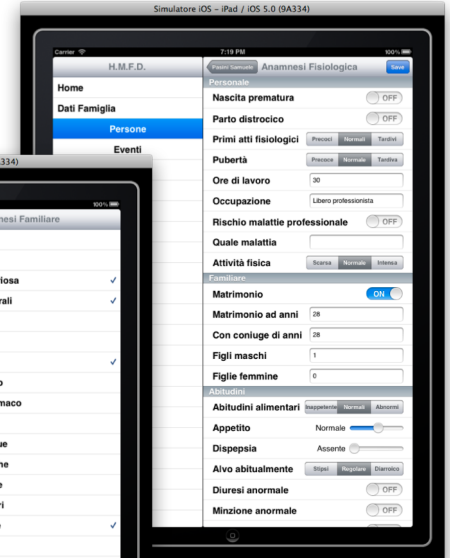 Simulatore iOS - iPad / iOS 5.0 (9A334)
Carrier 7:19 PM 100%
H.M.F.D.
Home
Dati Famiglia
Persone
Eventi
Anamnesi Fisiologica Save
Personale
Nascita prematura OFF
Parto distrocico OFF
Primi atti fisiologici Precoci Normali Tardivi
Pubertà Precoce Normale Tardiva
Ore di lavoro 30
Occupazione Libero professionista
Rischio malattie professionale OFF
Quale malattia
Attività fisica Scarsa Normale Intensa
Familiare
Matrimonio ON
Matrimonio ad anni 28
Con coniuge di anni 28
Figli maschi 1
Figlie femmine 0
Abitudini
Abitudini alimentari Inappetente Normali Abnormi
Appetito Normale
Dispepsia Assente
Alvo abitualmente Stipsi Regolare Diarroico
Diuresi anormale OFF
Minzione anormale OFF
A334)
100%
nesi Familiare
iosa
rali
o
maco
ue
ne
e
ri
e